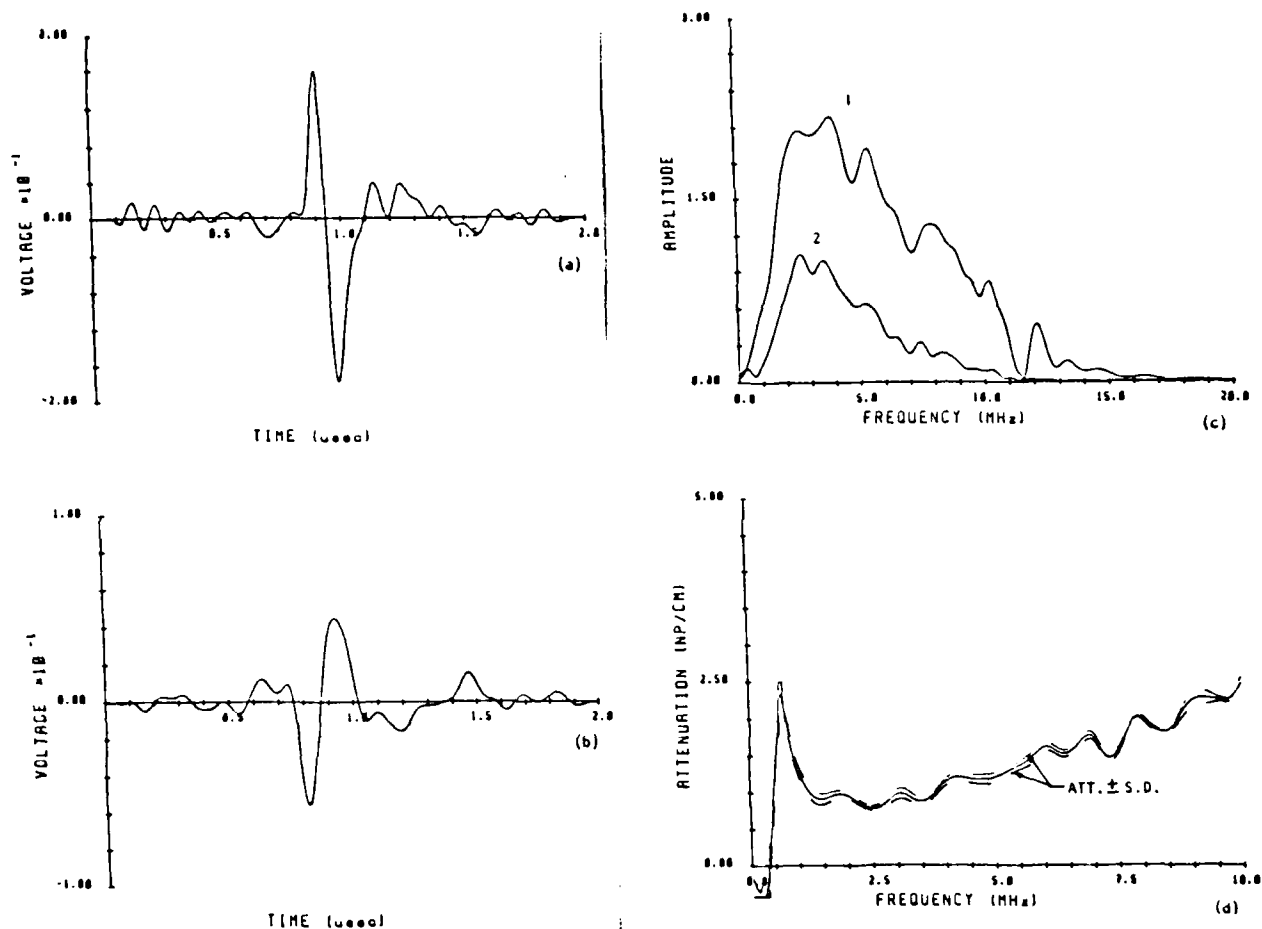 2.00
VOLTAGE *10 -1
0.00
0.5
1.0
1.5
2.0
(a)
-2.00
TIME (usec)
3.00
AMPLITUDE
1
1.50
2
0.00
0.0
5.0
10.0
15.0
20.0
FREQUENCY (MHz)
(c)
1.00
VOLTAGE *10 -1
0.00
0.5
1.0
1.5
2.0
(b)
-1.00
TIME (usec)
5.00
ATTENUATION (NP/CM)
2.50
ATT. ± S.D.
0.00
0.0
2.5
5.0
7.5
10.0
FREQUENCY (MHz)
(d)